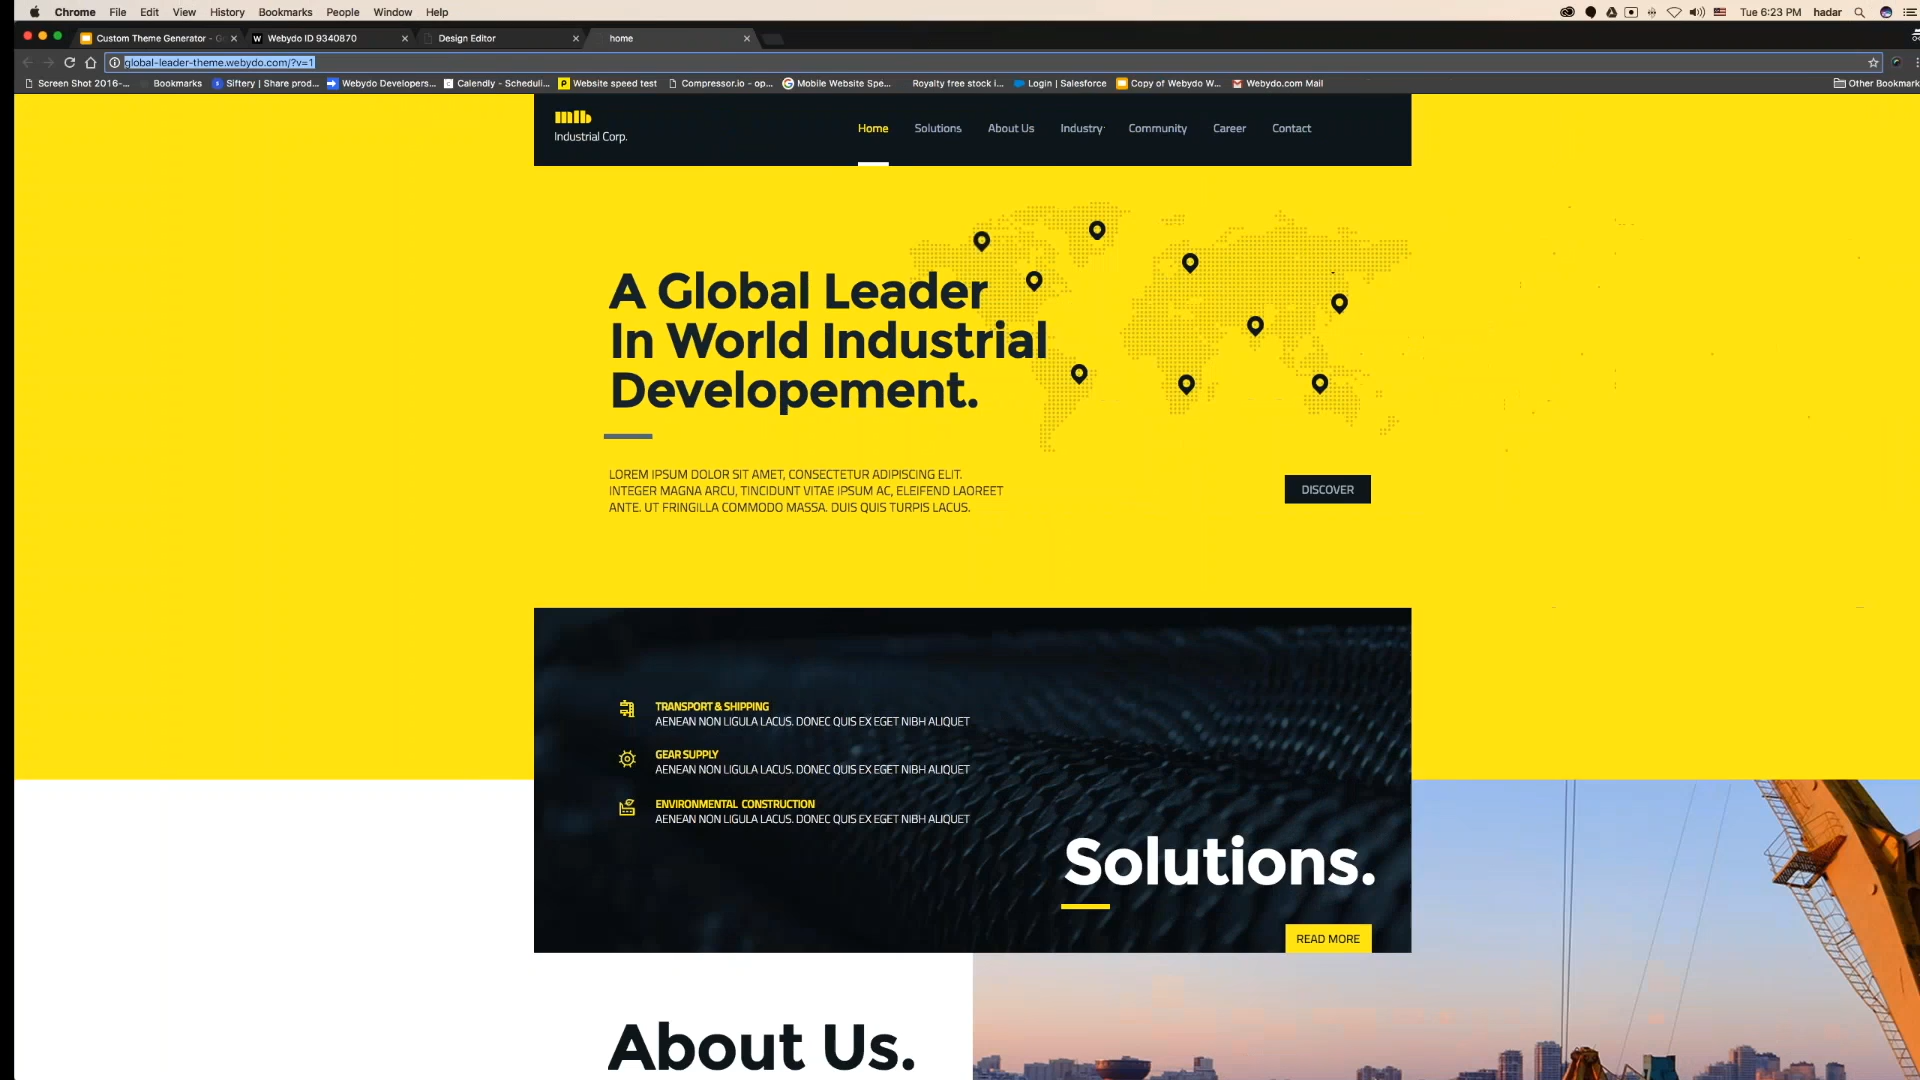 Chrome File Edit View History Bookmarks People Window Help
Tue 6:23 PM hadar
Custom Theme Generator - G
Webydo ID 9340870
Design Editor
home
global-leader-theme.webydo.com/?v=1
Screen Shot 2016-...
Bookmarks
Siftery | Share prod...
Webydo Developers...
Calendly - Scheduli...
Website speed test
Compressor.io - op...
Mobile Website Spe...
Royalty free stock i...
Login | Salesforce
Copy of Webydo W...
Webydo.com Mail
Other Bookmark
mlb
Industrial Corp.
Home Solutions About Us Industry Community Career Contact
A Global Leader
In World Industrial
Developement.
LOREM IPSUM DOLOR SIT AMET, CONSECTETUR ADIPISCING ELIT.
INTEGER MAGNA ARCU, TINCIDUNT VITAE IPSUM AC, ELEIFEND LAOREET
ANTE. UT FRINGILLA COMMODO MASSA. DUIS QUIS TURPIS LACUS.
DISCOVER
TRANSPORT & SHIPPING
AENEAN NON LIGULA LACUS. DONEC QUIS EX EGET NIBH ALIQUET
GEAR SUPPLY
AENEAN NON LIGULA LACUS. DONEC QUIS EX EGET NIBH ALIQUET
ENVIRONMENTAL CONSTRUCTION
AENEAN NON LIGULA LACUS. DONEC QUIS EX EGET NIBH ALIQUET
Solutions.
READ MORE
About Us.